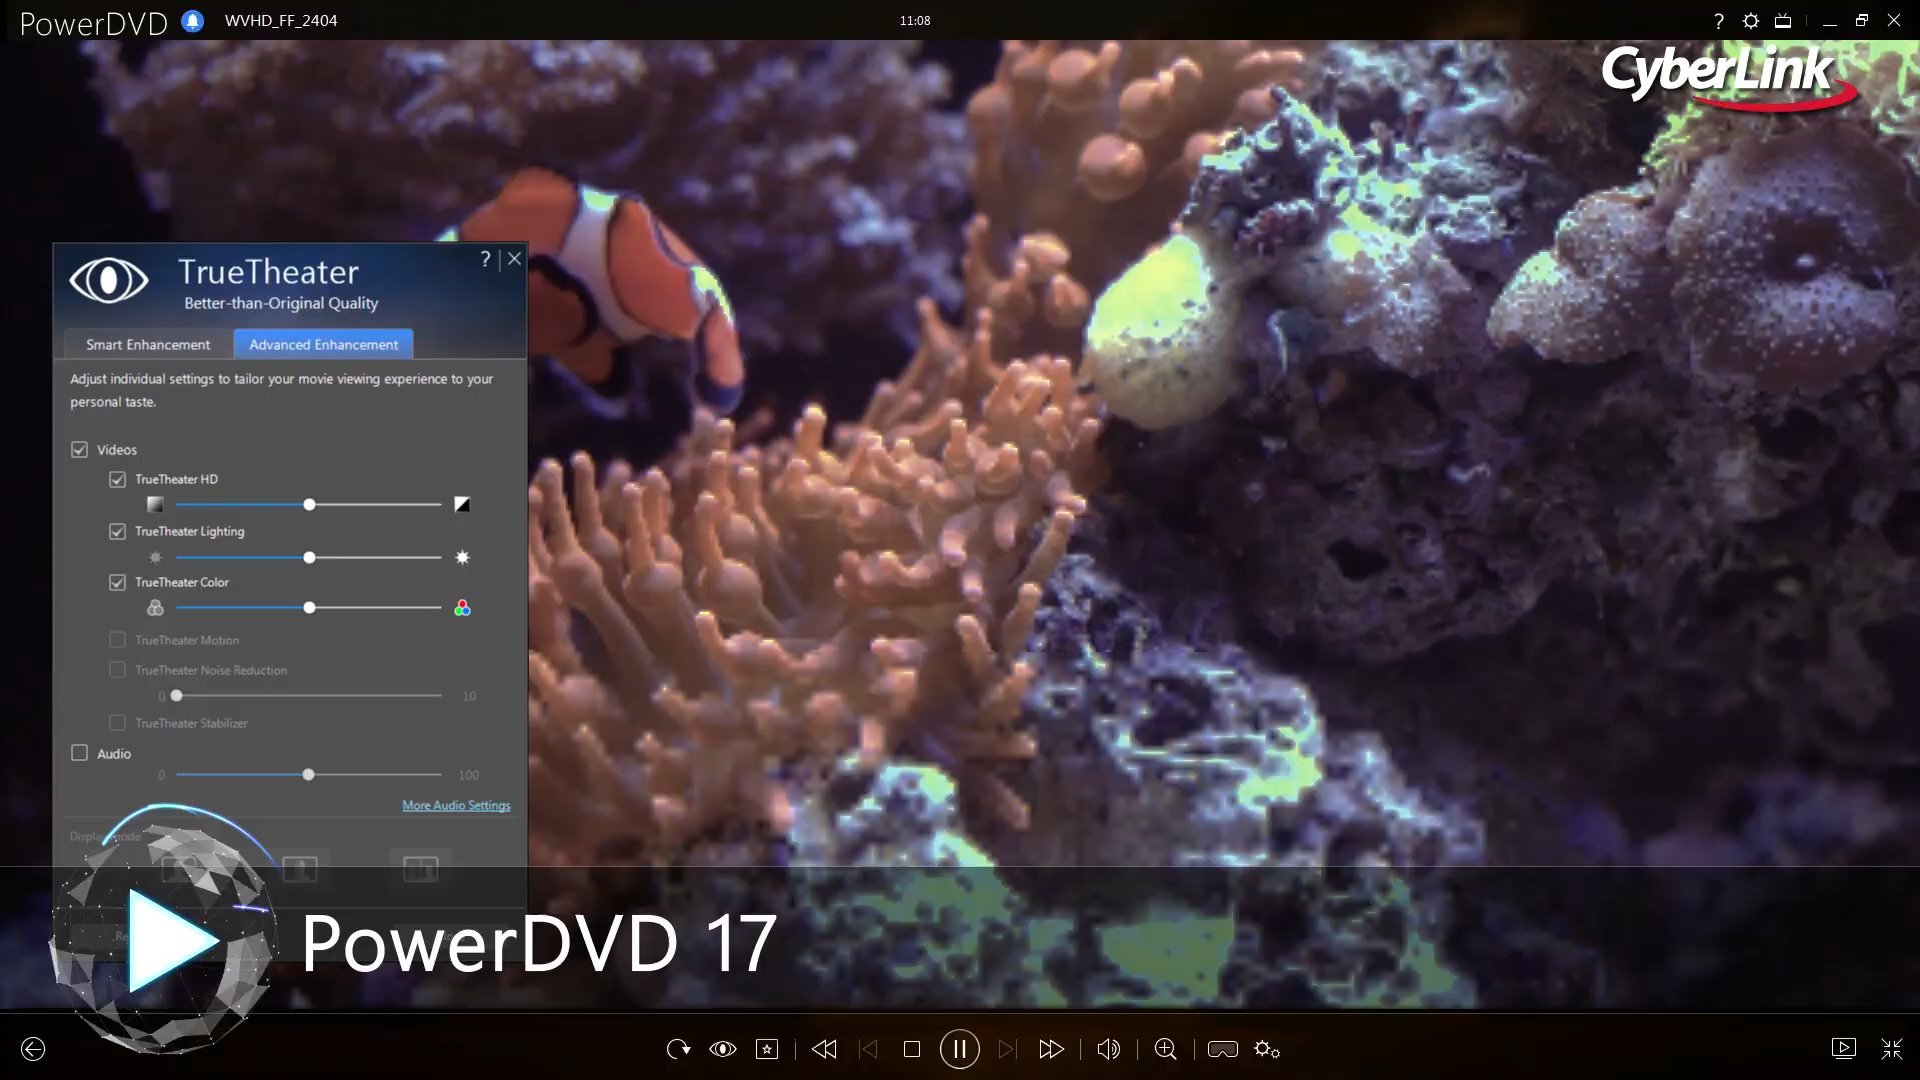 PowerDVD
WVHD_FF_2404
11:08
?
CyberLink
TrueTheater
?
Better-than-Original Quality
Smart Enhancement
Advanced Enhancement
Adjust individual settings to tailor your movie viewing experience to your
personal taste.
Videos
TrueTheater HD
TrueTheater Lighting
TrueTheater Color
TrueTheater Motion
TrueTheater Noise Reduction
0
10
TrueTheater Stabilizer
Audio
0
100
More Audio Settings
Display mode
PowerDVD 17